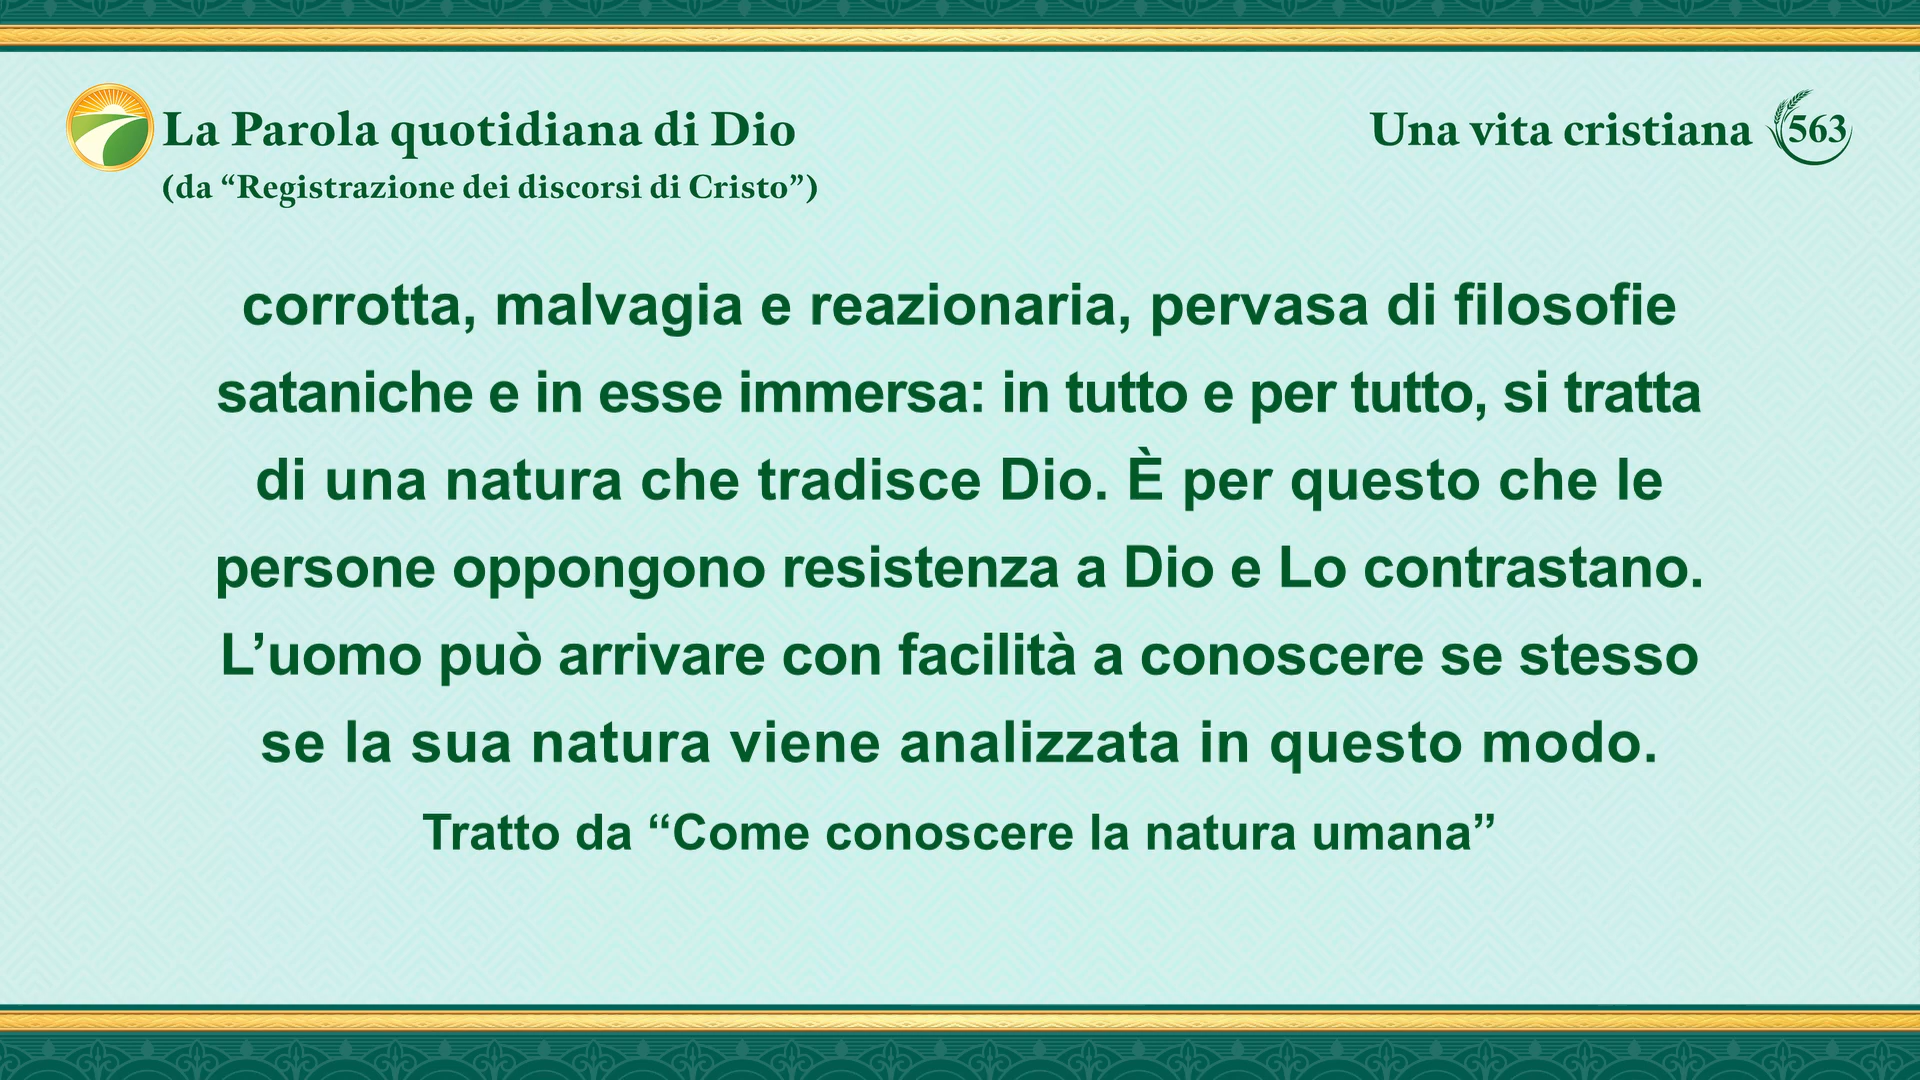 La Parola quotidiana di Dio
(da “Registrazione dei discorsi di Cristo”)
Una vita cristiana 563
corrotta, malvagia e reazionaria, pervasa di filosofie
sataniche e in esse immersa: in tutto e per tutto, si tratta
di una natura che tradisce Dio. È per questo che le
persone oppongono resistenza a Dio e Lo contrastano.
L’uomo può arrivare con facilità a conoscere se stesso
se la sua natura viene analizzata in questo modo.
Tratto da “Come conoscere la natura umana”